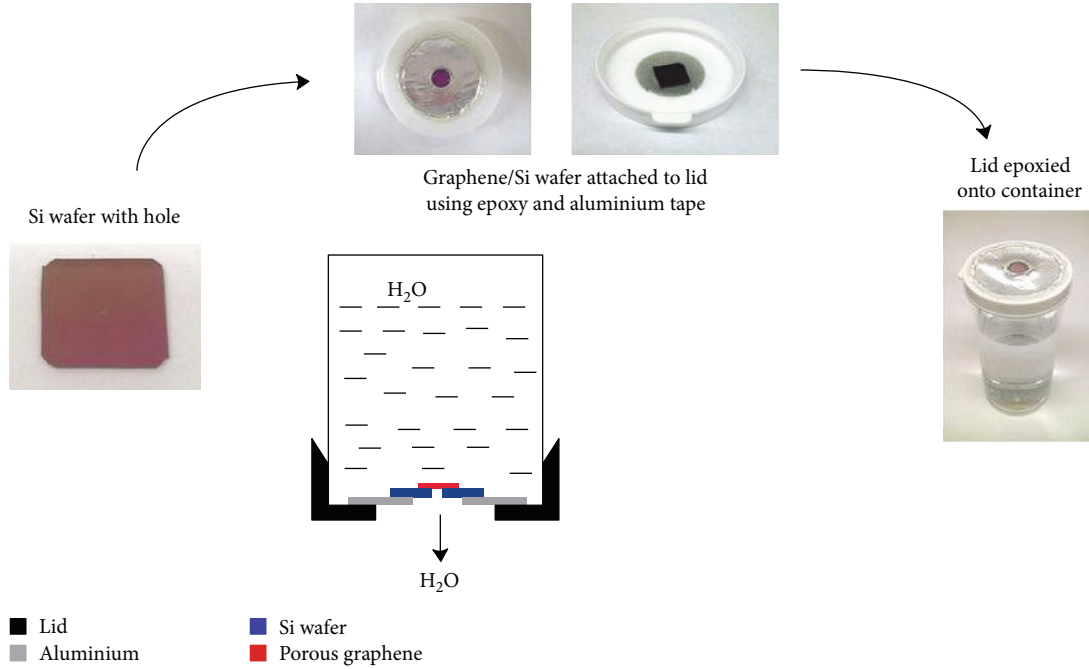 Graphene/Si wafer attached to lid
using epoxy and aluminium tape
Lid epoxied
onto container
Si wafer with hole
H₂O
H₂O
Lid
Aluminium
Si wafer
Porous graphene